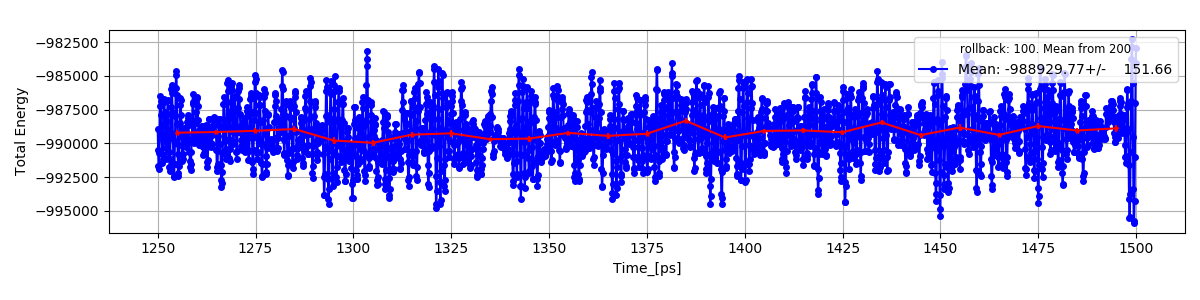 rollback: 100. Mean from 200
Mean: -988929.77+/- 151.66
Total Energy
−982500
−985000
−987500
−990000
−992500
−995000
1250 1275 1300 1325 1350 1375 1400 1425 1450 1475 1500
Time_[ps]